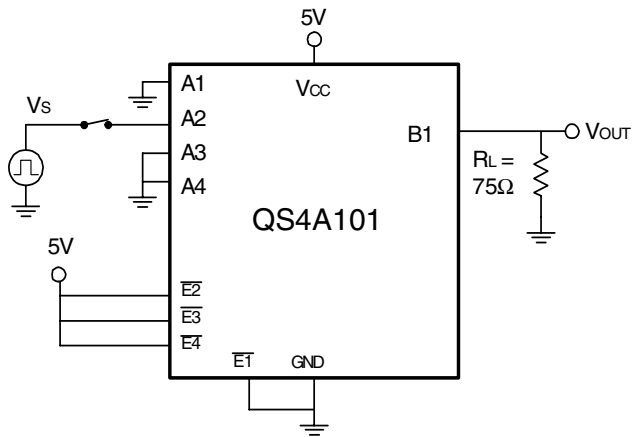 5V
VCC
A1
VS
A2
B1
VOUT
A3
RL =
75Ω
A4
QS4A101
5V
E2
E3
E4
E1
GND